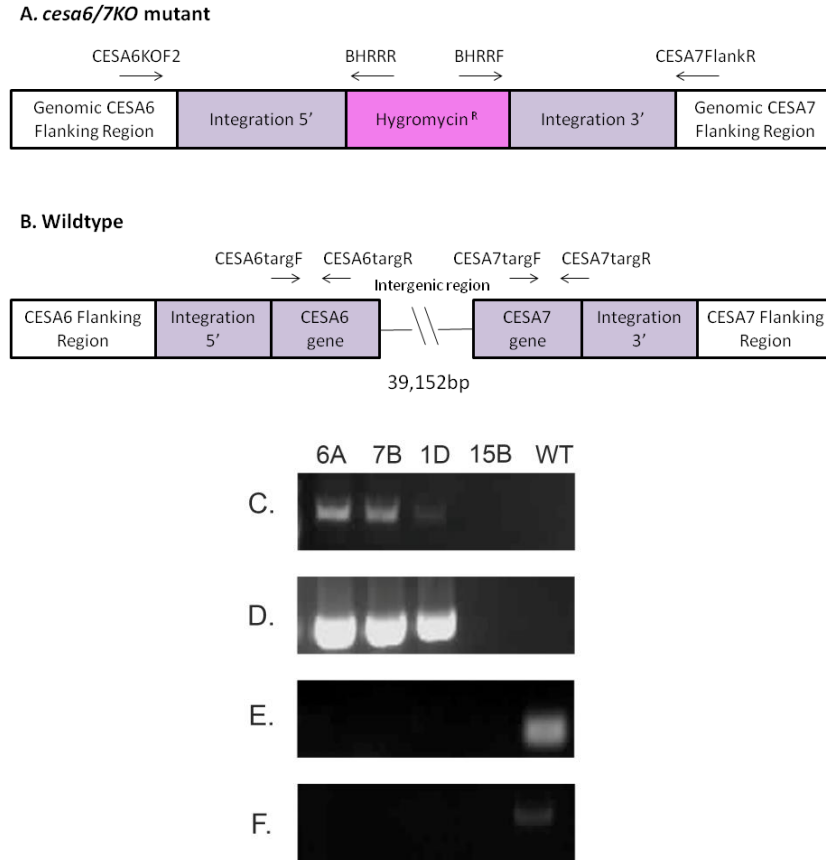 A. cesa6/7KO mutant
CESA6KOF2 BHRRR BHRRF CESA7FlankR
Genomic CESA6 Flanking Region
Integration 5’
Hygromycin R
Integration 3’
Genomic CESA7 Flanking Region
B. Wildtype
CESA6targF CESA6targR CESA7targF CESA7targR
Intergenic region
CESA6 Flanking Region
Integration 5’
CESA6 gene
CESA7 gene
Integration 3’
CESA7 Flanking Region
39,152bp
6A 7B 1D 15B WT
C.
D.
E.
F.